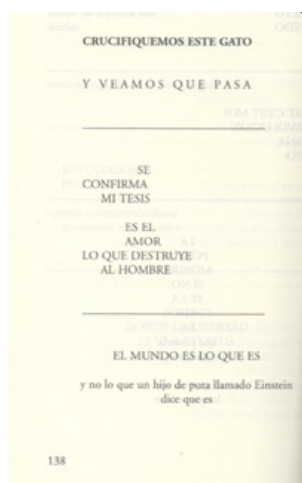 CRUCIFIQUEMOS ESTE GATO
Y VEAMOS QUE PASA
SE
CONFIRMA
MI TESIS
ES EL
AMOR
LO QUE DESTRUYE
AL HOMBRE
EL MUNDO ES LO QUE ES
y no lo que un hijo de puta llamado Einstein
dice que es
138